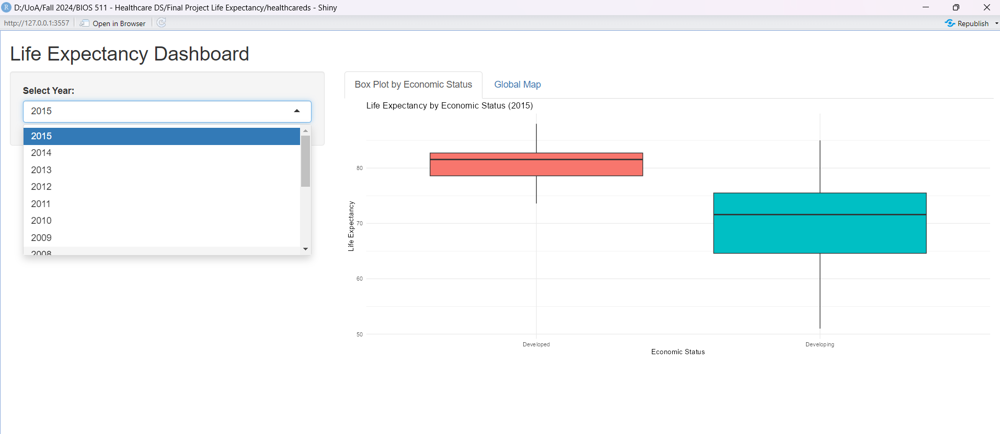 R D:/UoA/Fall 2024/BIOS 511 - Healthcare DS/Final Project Life Expectancy/healthcareds - Shiny
http://127.0.0.1:3557 Open in Browser Republish
Life Expectancy Dashboard
Select Year:
2015
2015
2014
2013
2012
2011
2010
2009
2008
Box Plot by Economic Status Global Map
Life Expectancy by Economic Status (2015)
Life Expectancy
80
70
60
50
Developed Developing
Economic Status